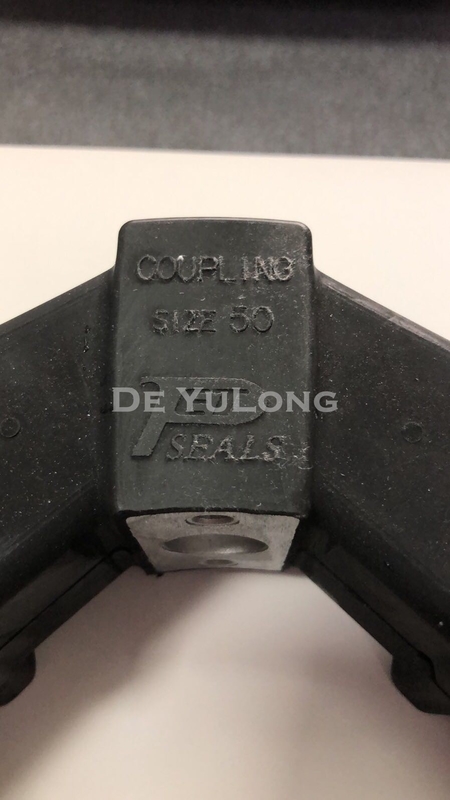 COUPLING
SIZE 50
DE YULONG
P
SEALS